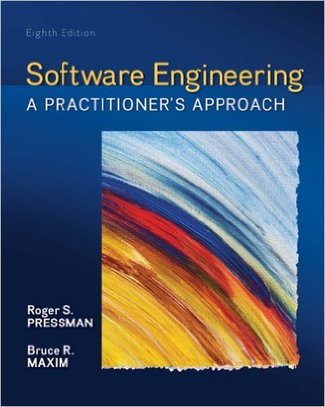 Eighth Edition
Software Engineering
A PRACTITIONER'S APPROACH
Roger S.
PRESSMAN
Bruce R.
MAXIM